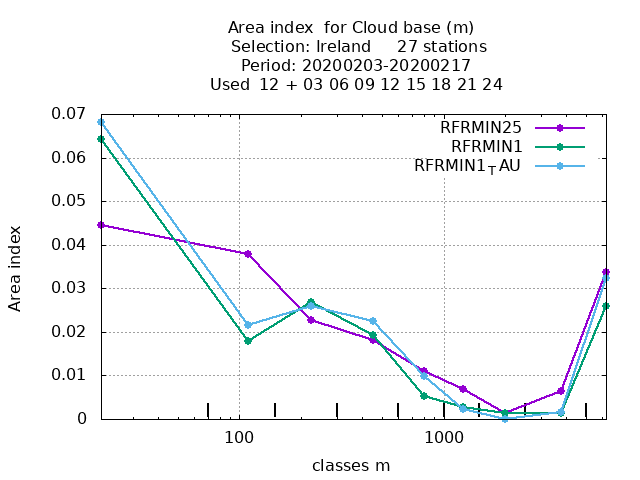 Area index  for Cloud base (m)
Selection: Ireland     27 stations
Period: 20200203-20200217
Used  12 + 03 06 09 12 15 18 21 24
RFRMIN25
RFRMIN1
RFRMIN1TAU
0.07
0.06
0.05
0.04
0.03
0.02
0.01
0
Area index
100 1000
classes m